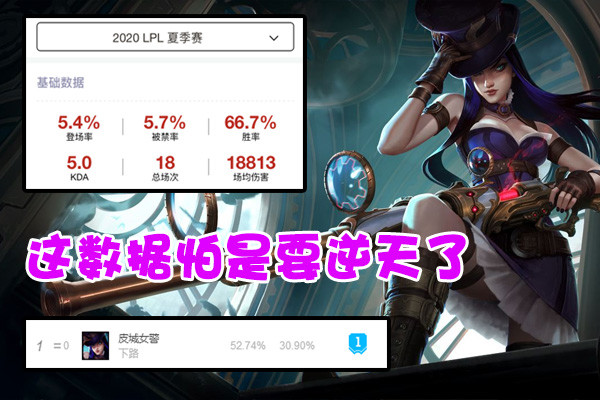 2020 LPL 夏季赛
基础数据
5.4% 5.7% 66.7%
登场率 被禁率 胜率
5.0 18 18813
KDA 总场次 场均伤害
这数据怕是要逆天了
1 =0 皮城女警 52.74% 30.90% 1
下路